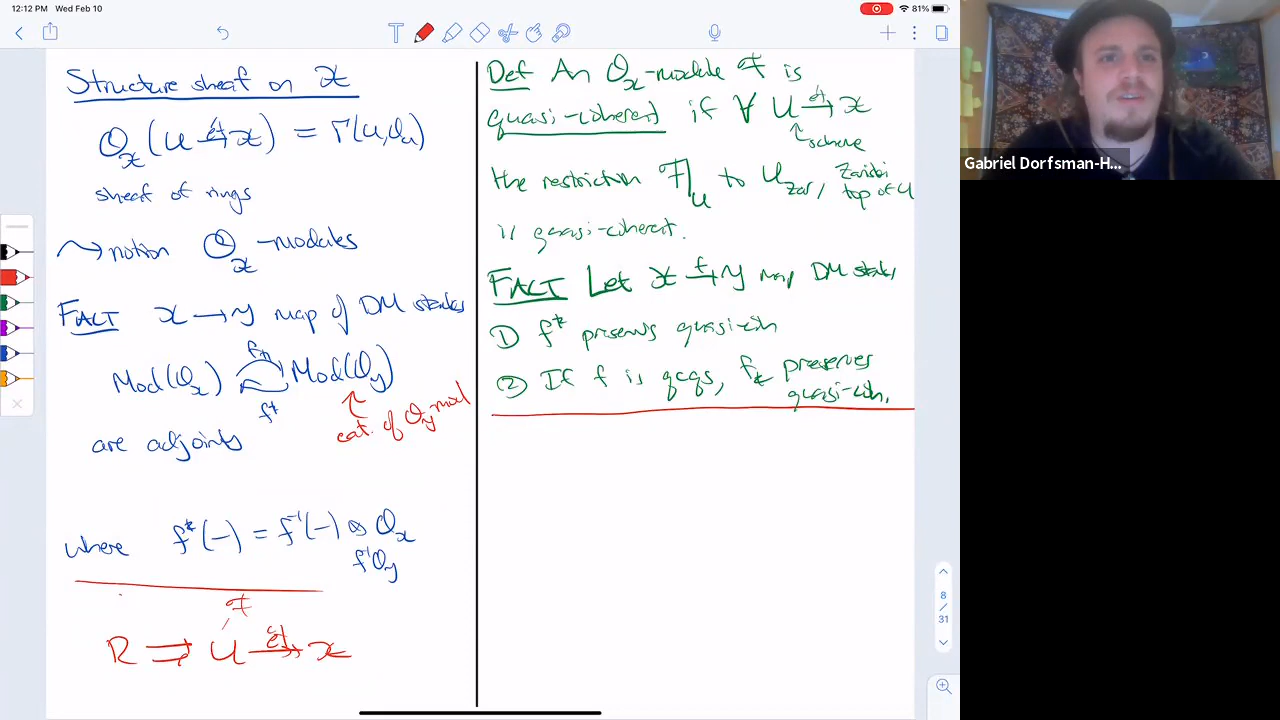 12:12 PM Wed Feb 10
81%
Structure sheaf on 𝒳
𝒪_𝒳(U →^ét 𝒳) = Γ(U, 𝒪_U)
sheaf of rings
⇝ notion 𝒪_𝒳-modules
FACT 𝒳 → 𝒴 map of DM stacks
Mod(𝒪_𝒳) ⇄ Mod(𝒪_𝒴)
f_*
f^*
cat. of 𝒪_𝒴 mod
are adjoints
where f^*(-) = f^{-1}(-) ⊗ 𝒪_𝒳
f^{-1}𝒪_𝒴
ℱ
R ⇉ U →^ét 𝒳
Def An 𝒪_𝒳-module ℱ is
quasi-coherent if ∀ U →^ét 𝒳
scheme
the restriction ℱ|_U to U_zar, Zariski top of U
is quasi-coherent.
FACT Let 𝒳 →^f 𝒴 map DM stacks
① f^* preserves quasi-coh
② If f is qcqs, f_* preserves quasi-coh.
8
/
31
Gabriel Dorfsman-H...